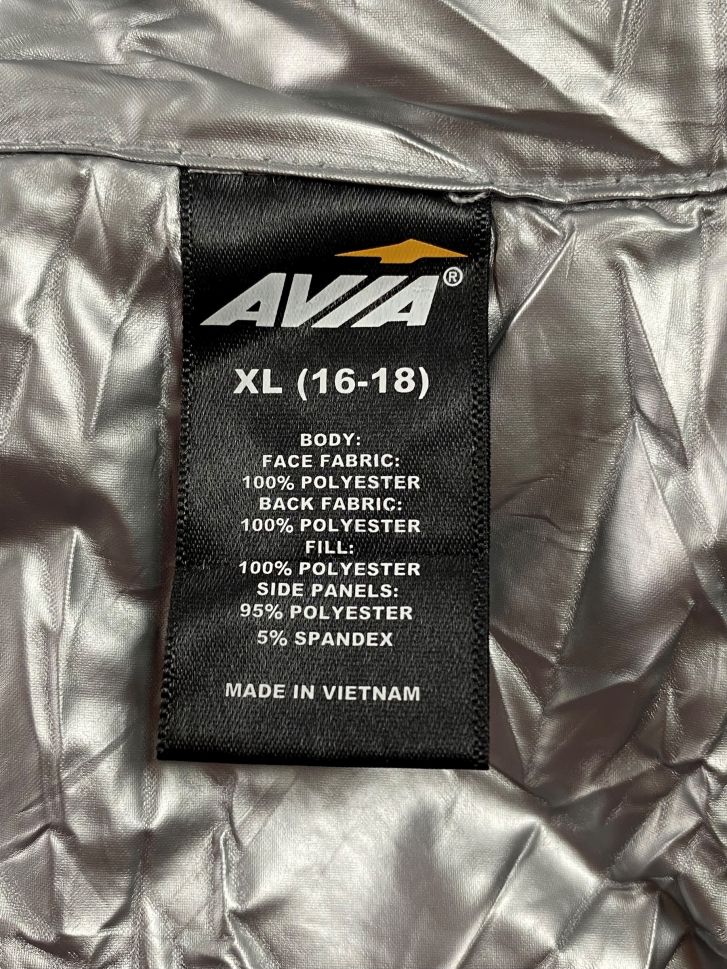 AVIA®
XL (16-18)
BODY:
FACE FABRIC:
100% POLYESTER
BACK FABRIC:
100% POLYESTER
FILL:
100% POLYESTER
SIDE PANELS:
95% POLYESTER
5% SPANDEX
MADE IN VIETNAM